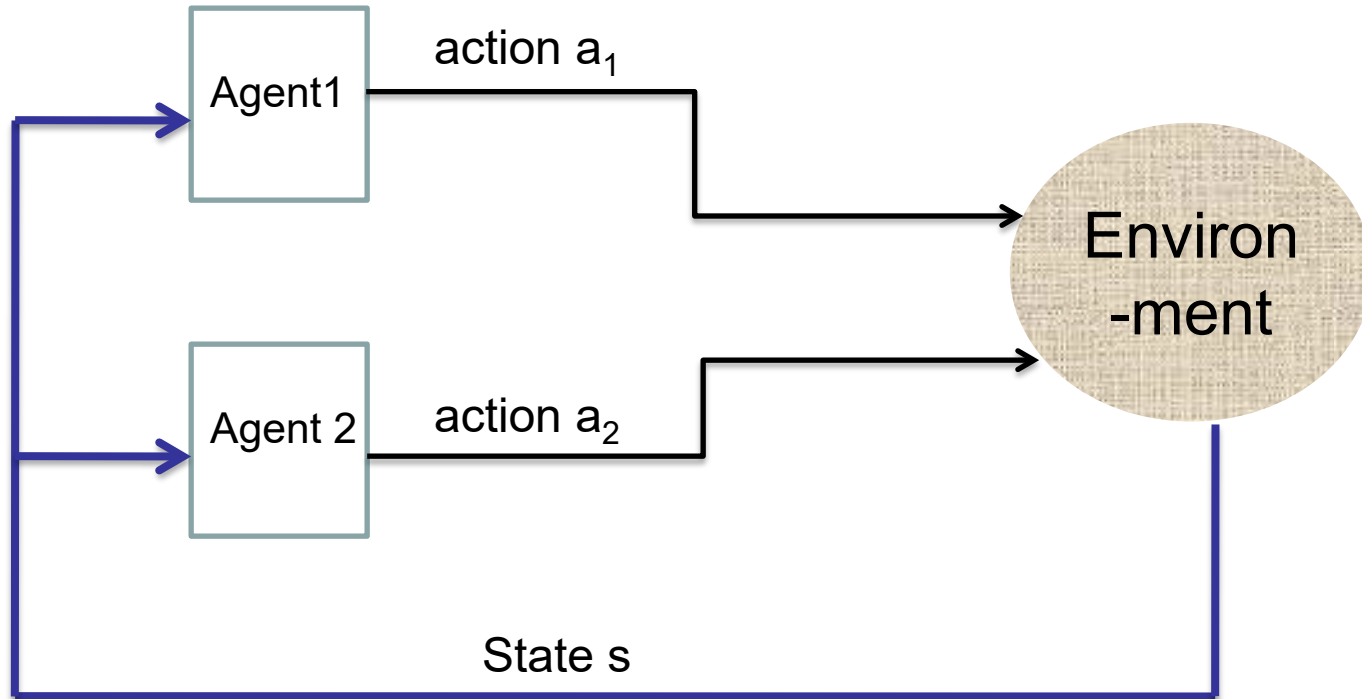 action a₁
Agent1
Environ
-ment
action a₂
Agent 2
State s